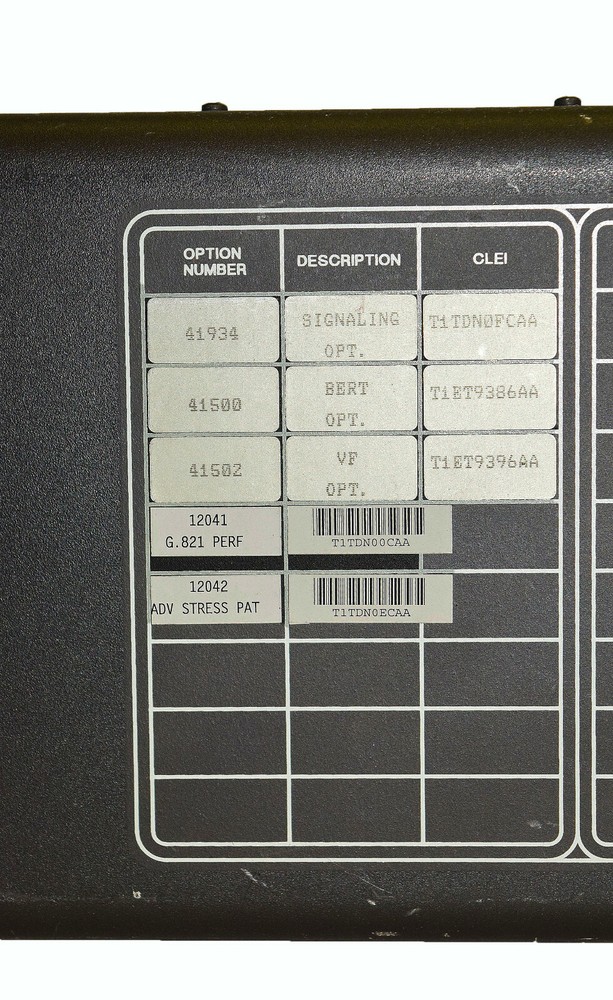 OPTION
NUMBER
DESCRIPTION
CLEI
41934
SIGNALING
OPT.
T1TDN0FCAA
41500
BERT
OPT.
T1ET9386AA
41502
VF
OPT.
T1ET9396AA
12041
G.821 PERF
T1TDN00CAA
12042
ADV STRESS PAT
T1TDN0ECAA